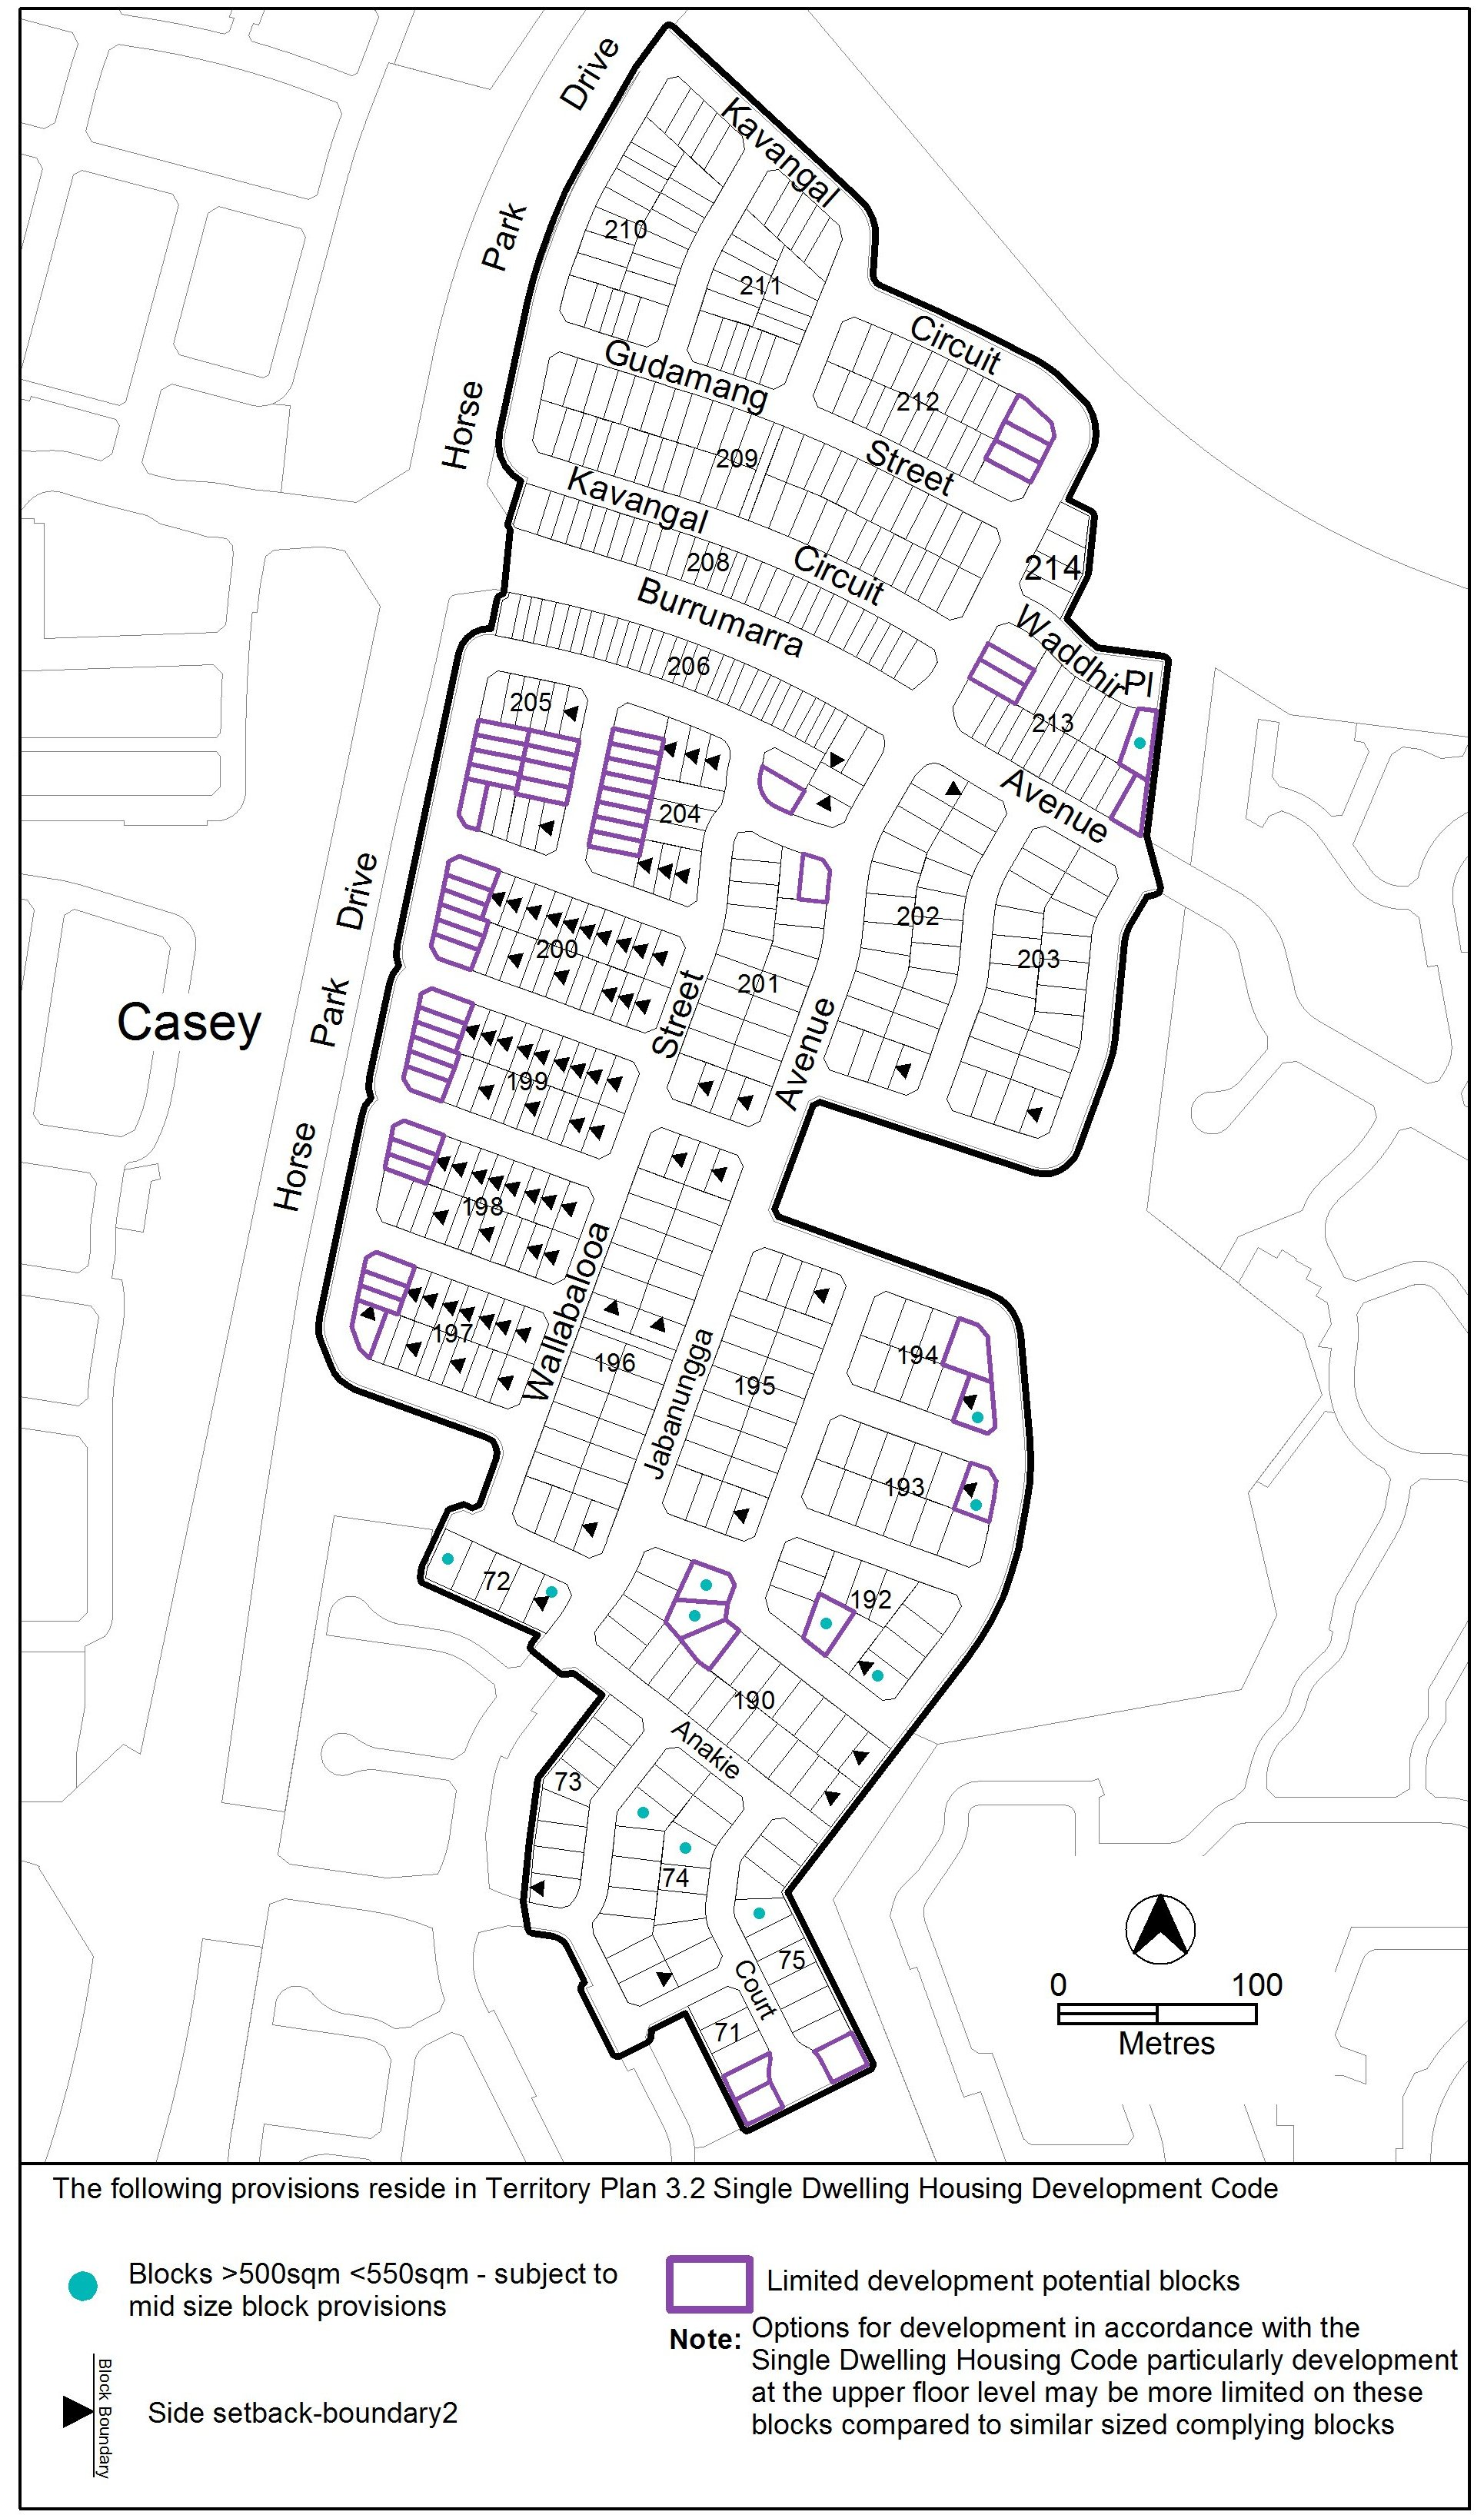 Drive
Kavangal
Park
210
211
Circuit
Gudamang
212
Horse
Street
209
Kavangal
208
Circuit
214
Burrumarra
Waddhir
Pl
206
205
213
Avenue
204
Drive
202
200
203
201
Street
Park
Casey
Avenue
199
Horse
198
Wallabalooa
197
194
196
Jabanungga
195
193
72
192
190
Anakie
73
74
75
Court
71
0 100
Metres
The following provisions reside in Territory Plan 3.2 Single Dwelling Housing Development Code
Blocks >500sqm <550sqm - subject to
mid size block provisions
Limited development potential blocks
Note: Options for development in accordance with the
Single Dwelling Housing Code particularly development
at the upper floor level may be more limited on these
blocks compared to similar sized complying blocks
Block Boundary
Side setback-boundary2